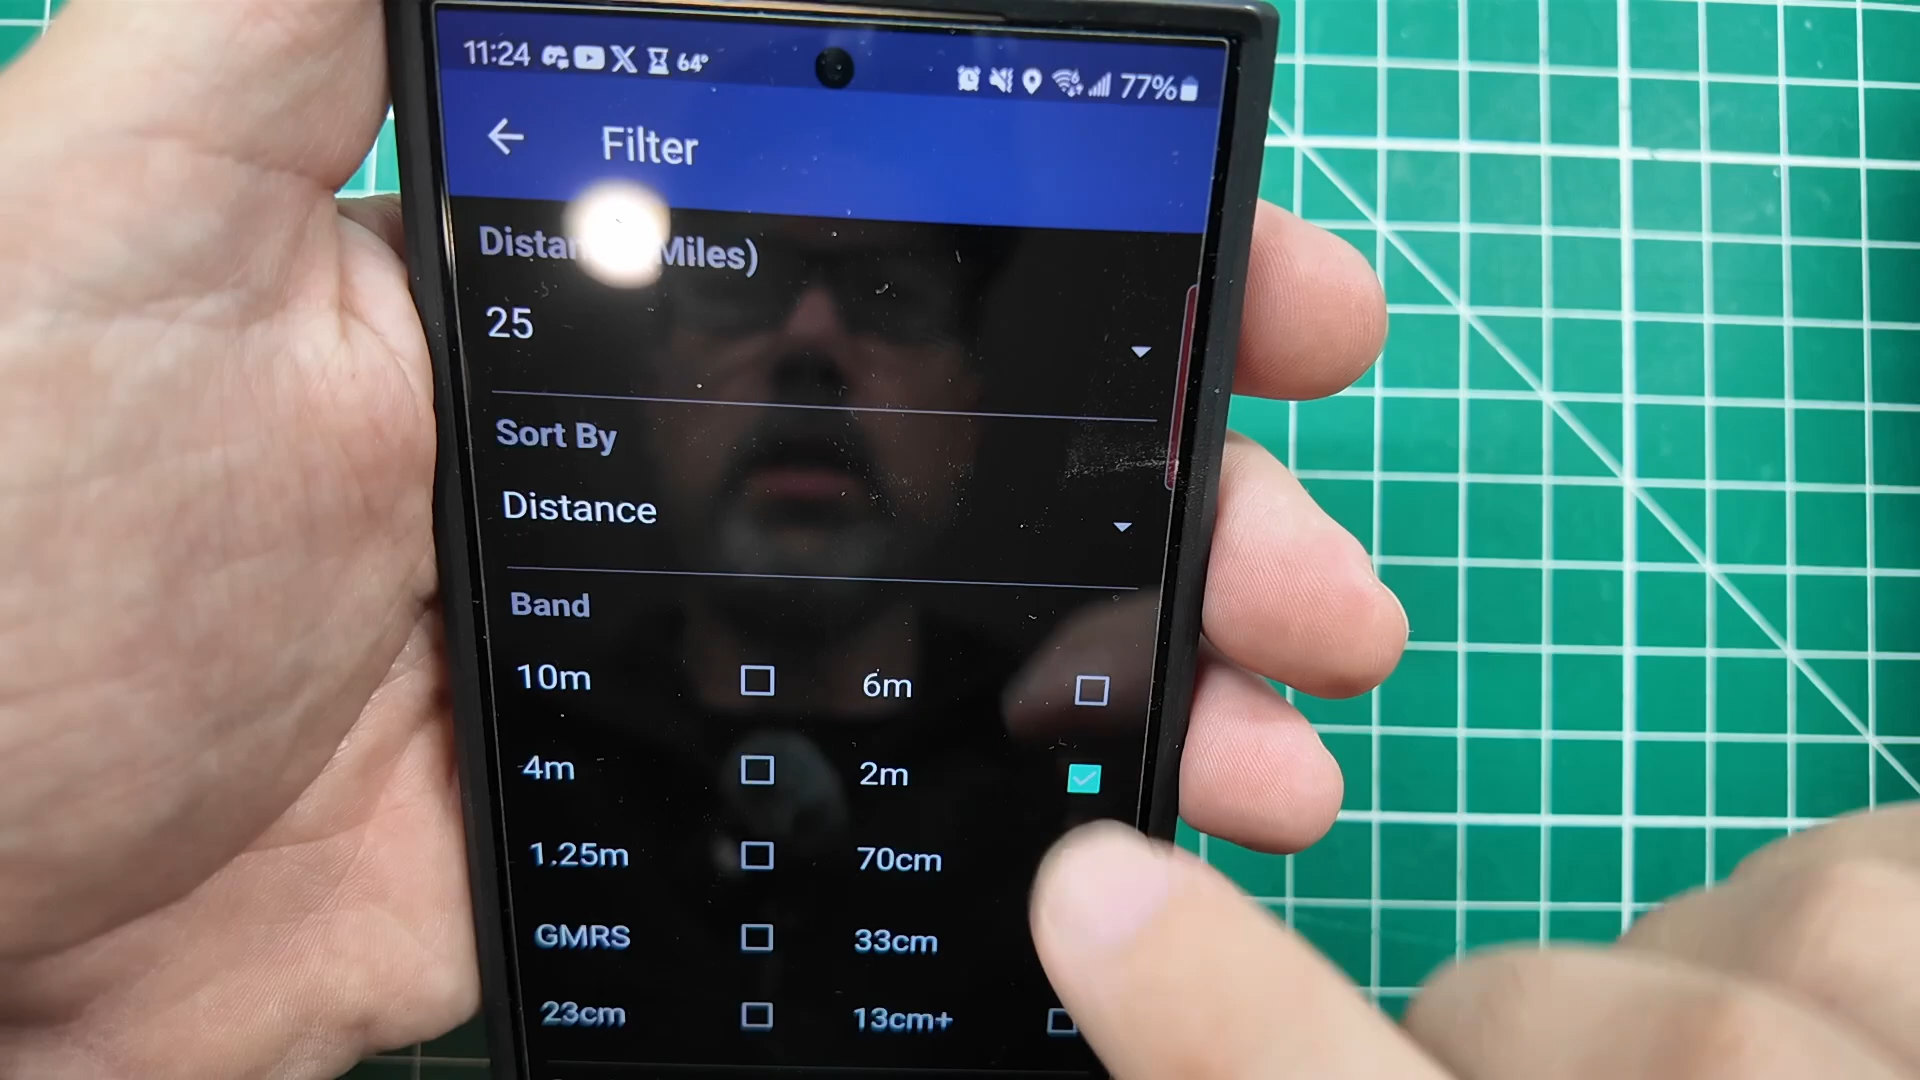 11:24 64° 77%
Filter
Miles)
25
Sort By
Distance
Band
10m 6m
4m 2m
1.25m 70cm
GMRS 33cm
23cm 13cm+